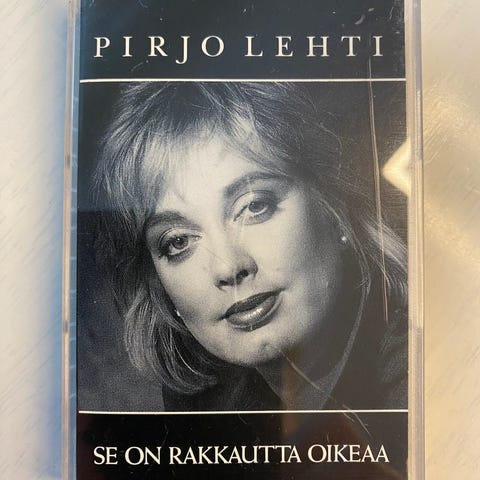 PIRJO LEHTI
SE ON RAKKAUTTA OIKEAA